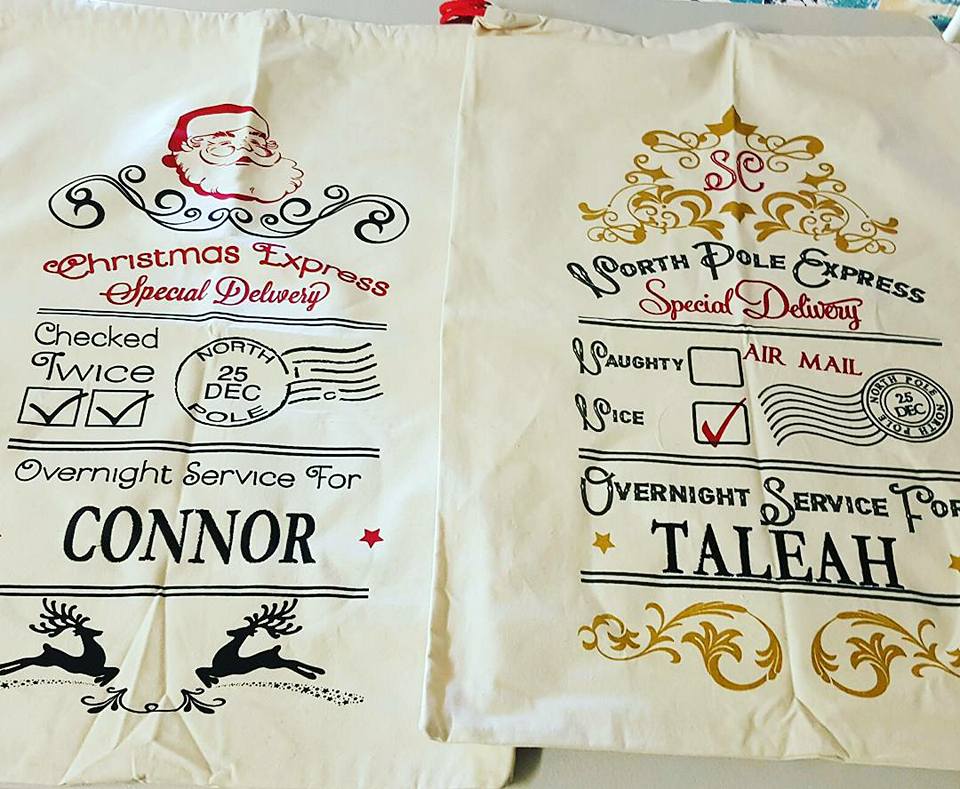 Christmas Express
Special Delivery
Checked
Twice
NORTH
25
DEC
POLE
Overnight Service For
CONNOR
SC
NORTH POLE EXPRESS
Special Delivery
NAUGHTY
AIR MAIL
NICE
NORTH POLE
25
DEC
NORTH POLE
OVERNIGHT SERVICE FOR
TALEAH